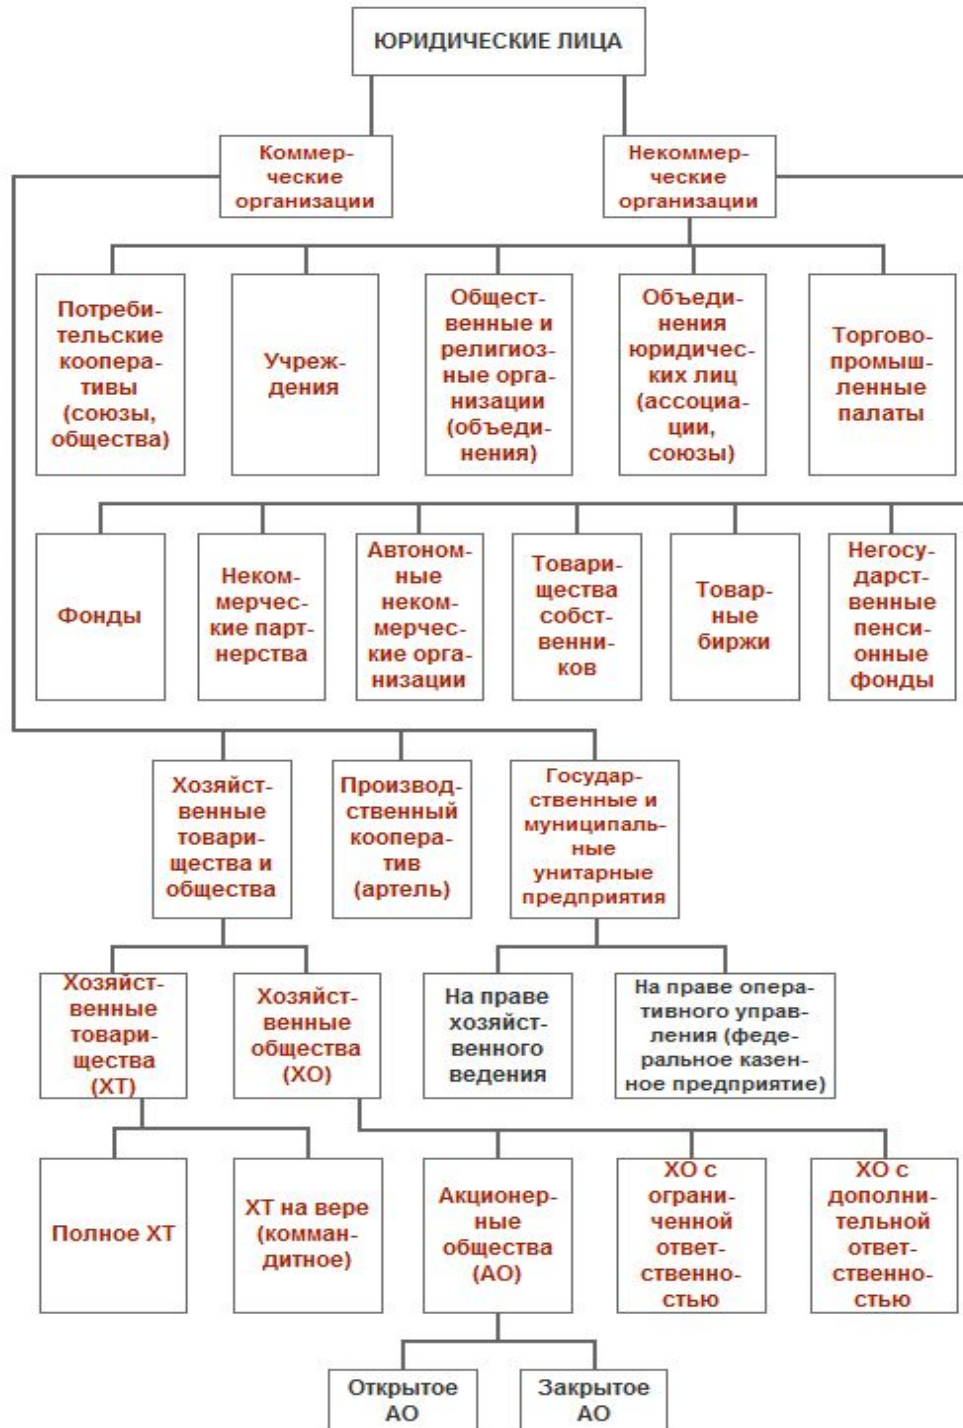 ЮРИДИЧЕСКИЕ ЛИЦА
Коммер-
ческие
организации
Некоммер-
ческие
организации
Потреби-
тельские
коопера-
тивы
(союзы,
общества)
Учреж-
дения
Общест-
венные и
религиоз-
ные орга-
низации
(объеди-
нения)
Объеди-
нения
юридичес-
ких лиц
(ассоциа-
ции,
союзы)
Торгово-
промыш-
ленные
палаты
Фонды
Неком-
мерчес-
кие парт-
нерства
Автоном-
ные
неком-
мерчес-
кие орга-
низации
Товари-
щества
собст-
венни-
ков
Товар-
ные
биржи
Негосу-
дарст-
венные
пенси-
онные
фонды
Хозяйст-
венные
товари-
щества и
общества
Производ-
ственный
коопера-
тив
(артель)
Государ-
ственные и
муниципаль-
ные
унитарные
предприятия
Хозяйст-
венные
товари-
щества
(ХТ)
Хозяйст-
венные
общества
(ХО)
На праве
хозяйст-
венного
ведения
На праве опера-
тивного управ-
ления (феде-
ральное казен-
ное предприятие)
Полное ХТ
ХТ на вере
(комман-
дитное)
Акционер-
ные
общества
(АО)
ХО с
ограни-
ченной
ответ-
ственно-
стью
ХО с
дополни-
тельной
ответ-
ственно-
стью
Открытое
АО
Закрытое
АО